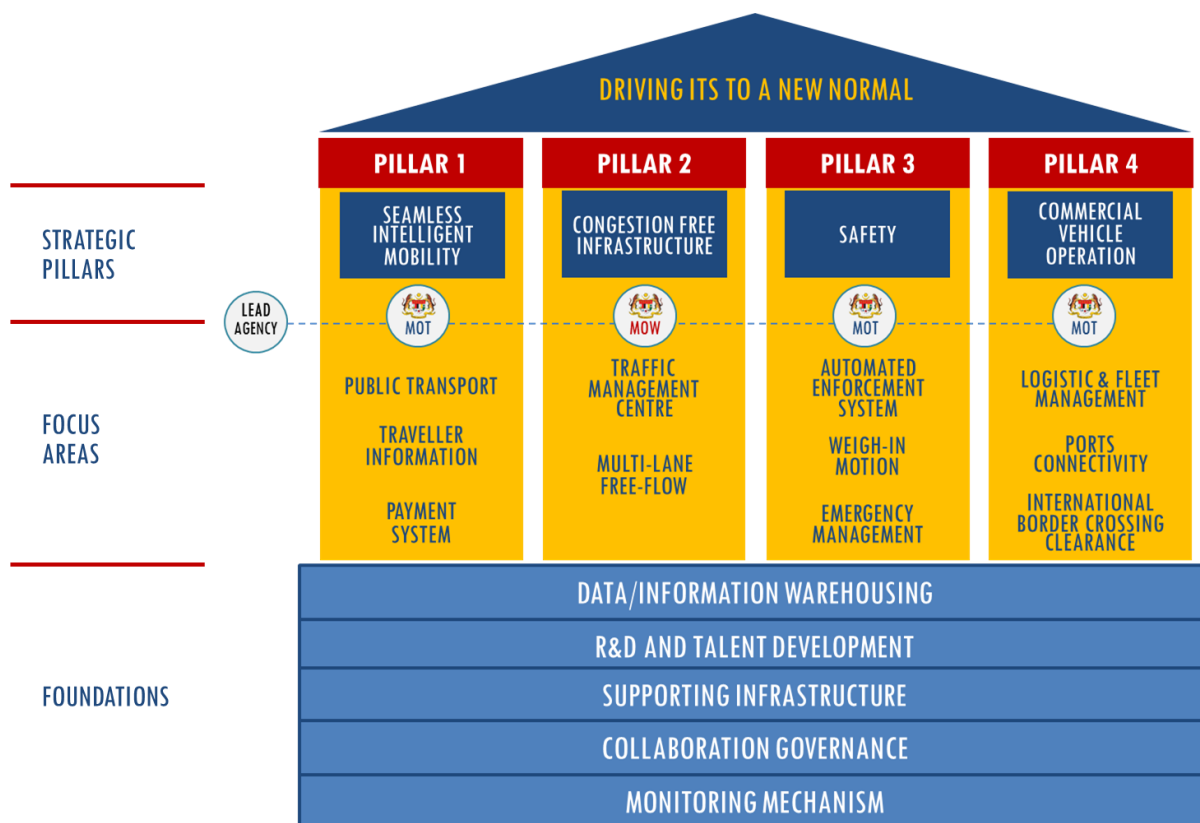 DRIVING ITS TO A NEW NORMAL
PILLAR 1
PILLAR 2
PILLAR 3
PILLAR 4
STRATEGIC
PILLARS
SEAMLESS
INTELLIGENT
MOBILITY
CONGESTION FREE
INFRASTRUCTURE
SAFETY
COMMERCIAL
VEHICLE
OPERATION
LEAD
AGENCY
MOT
MOW
MOT
MOT
FOCUS
AREAS
PUBLIC TRANSPORT
TRAVELLER
INFORMATION
PAYMENT
SYSTEM
TRAFFIC
MANAGEMENT
CENTRE
MULTI-LANE
FREE-FLOW
AUTOMATED
ENFORCEMENT
SYSTEM
WEIGH-IN
MOTION
EMERGENCY
MANAGEMENT
LOGISTIC & FLEET
MANAGEMENT
PORTS
CONNECTIVITY
INTERNATIONAL
BORDER CROSSING
CLEARANCE
FOUNDATIONS
DATA/INFORMATION WAREHOUSING
R&D AND TALENT DEVELOPMENT
SUPPORTING INFRASTRUCTURE
COLLABORATION GOVERNANCE
MONITORING MECHANISM